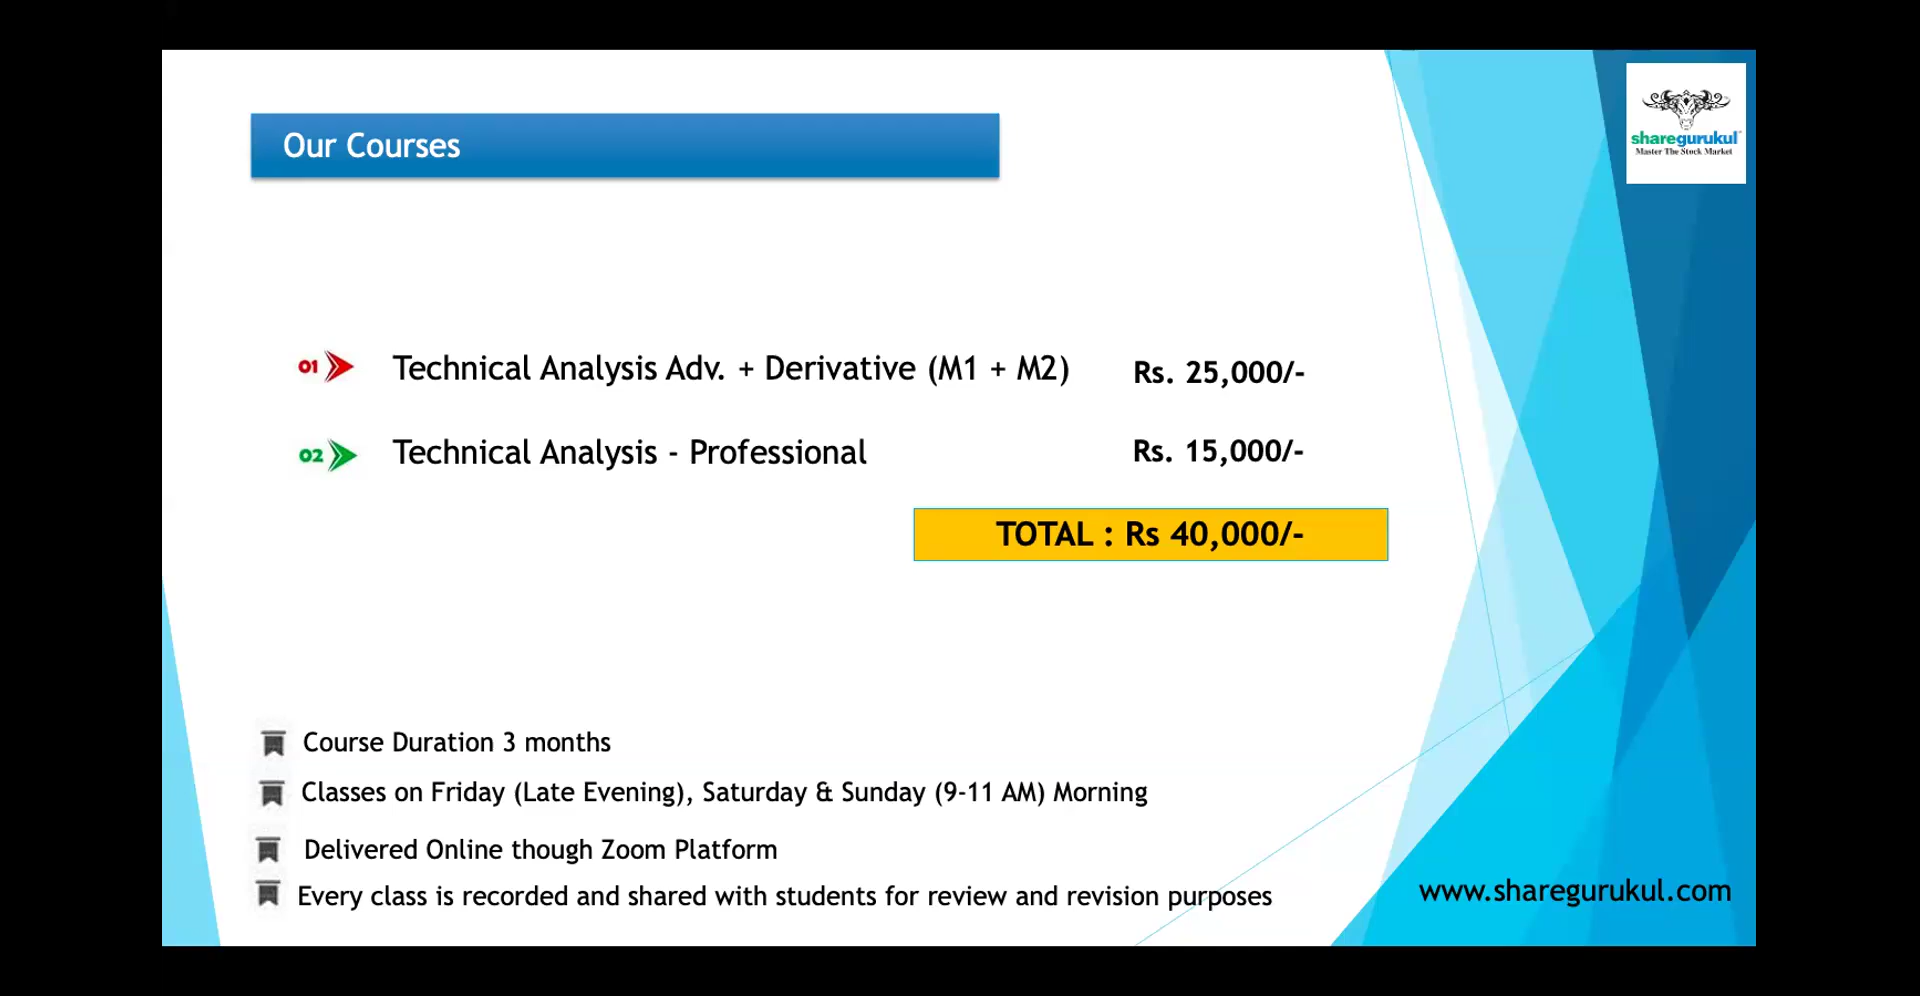 sharegurukul
Master The Stock Market
Our Courses
01 Technical Analysis Adv. + Derivative (M1 + M2) Rs. 25,000/-
02 Technical Analysis - Professional Rs. 15,000/-
TOTAL : Rs 40,000/-
Course Duration 3 months
Classes on Friday (Late Evening), Saturday & Sunday (9-11 AM) Morning
Delivered Online though Zoom Platform
Every class is recorded and shared with students for review and revision purposes
www.sharegurukul.com